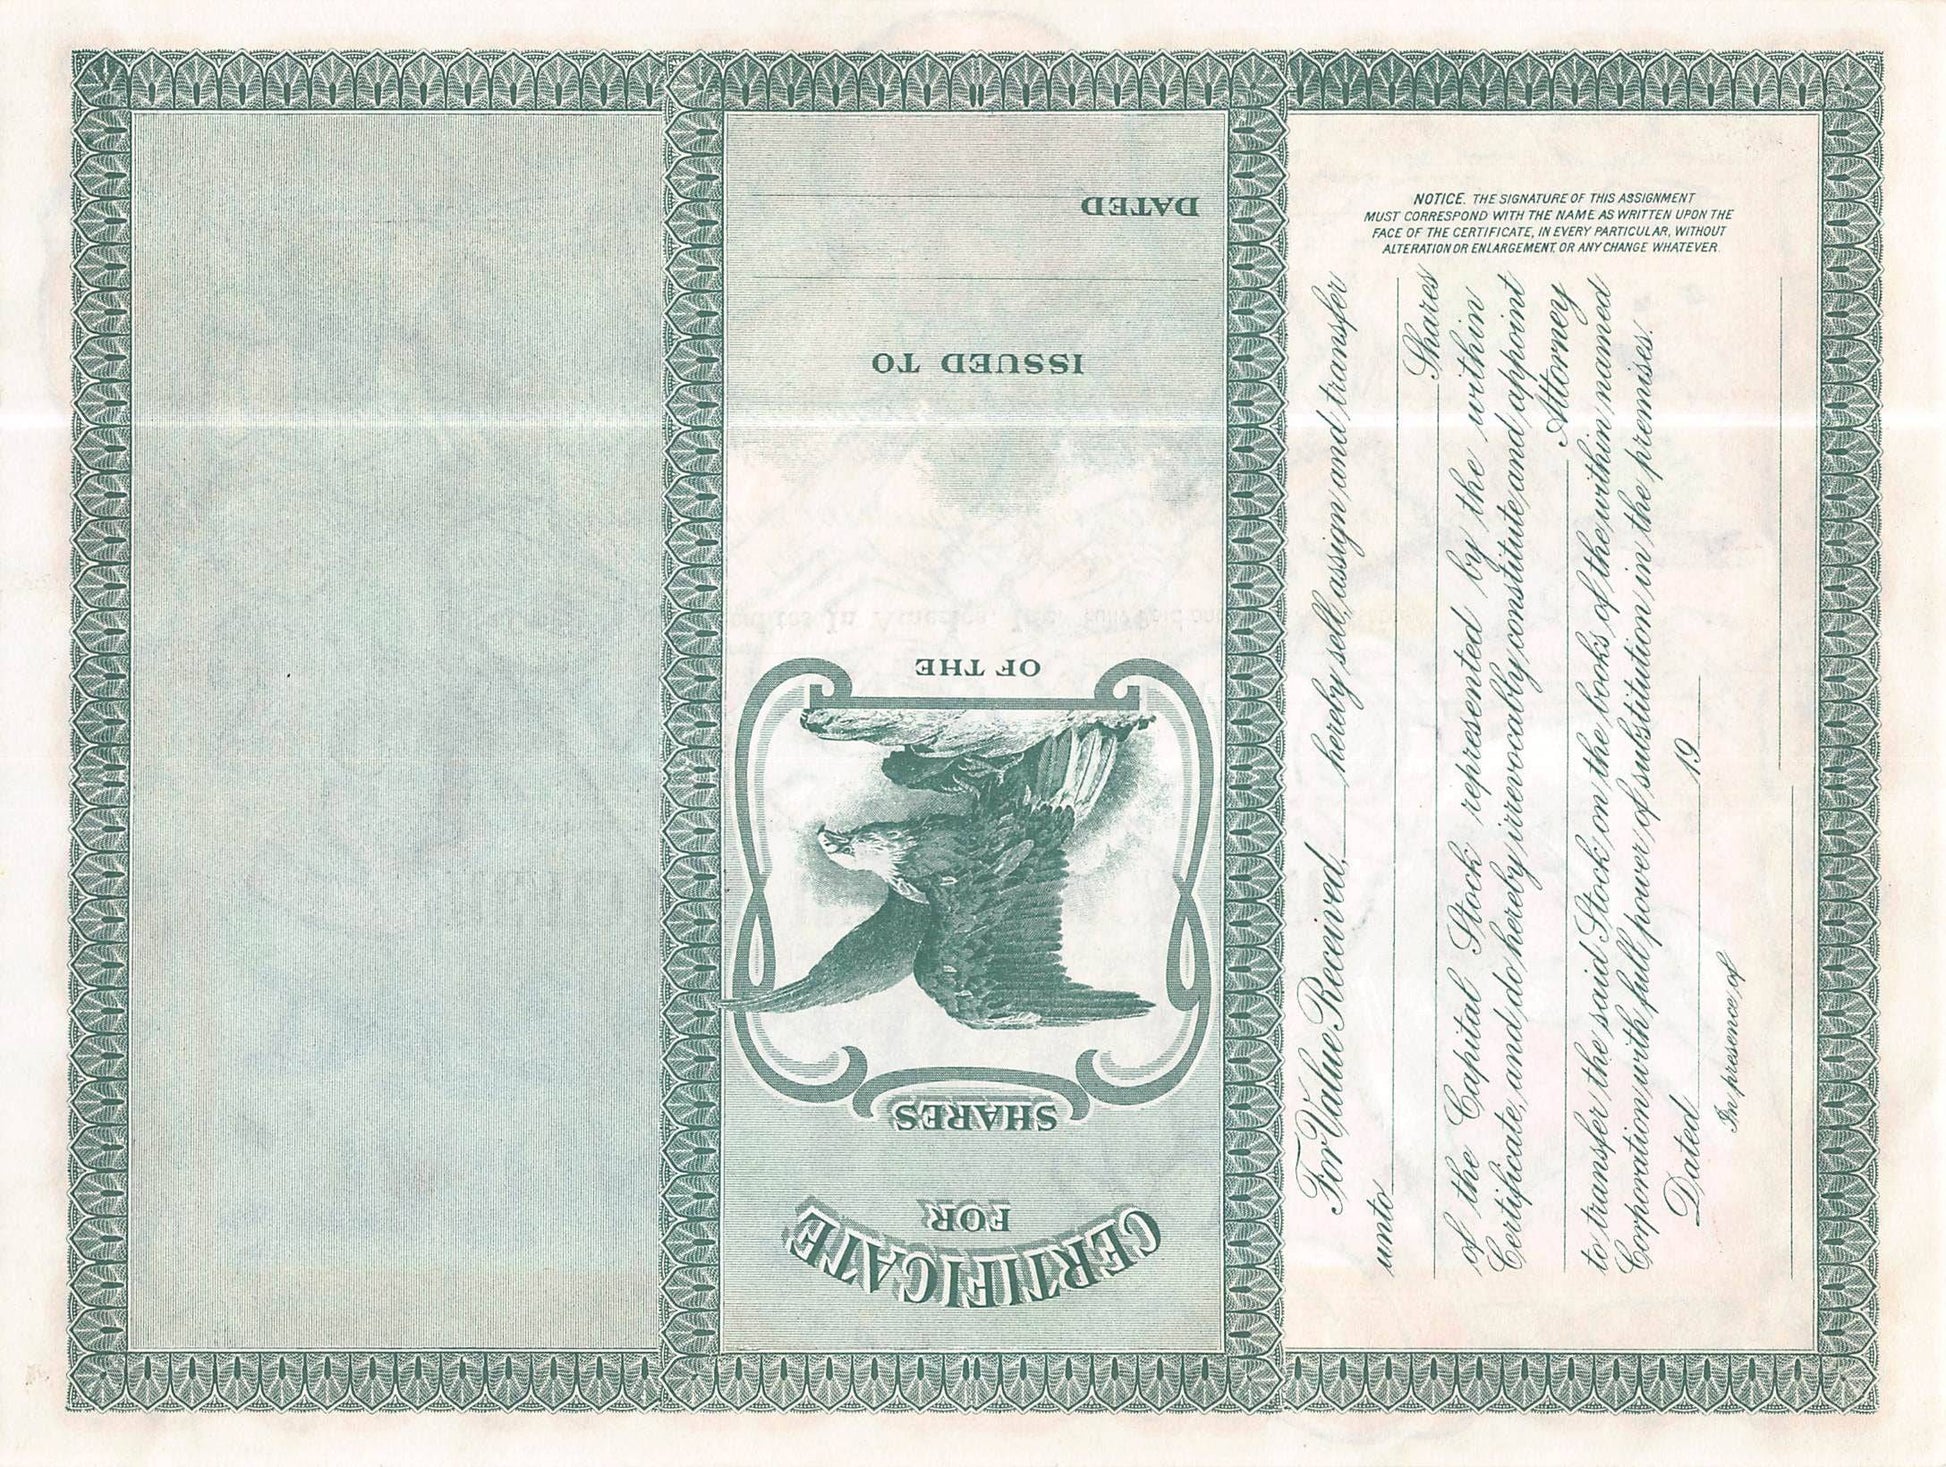 CERTIFICATE
FOR
SHARES
OF THE
ISSUED TO
DATED
NOTICE. THE SIGNATURE OF THIS ASSIGNMENT
MUST CORRESPOND WITH THE NAME AS WRITTEN UPON THE
FACE OF THE CERTIFICATE, IN EVERY PARTICULAR, WITHOUT
ALTERATION OR ENLARGEMENT, OR ANY CHANGE WHATEVER.
For Value Received, hereby sell, assign and transfer
unto
Shares
of the Capital Stock represented by the within
Certificate, and do hereby irrevocably constitute and appoint
Attorney
to transfer the said Stock on the books of the within named
Corporation with full power of substitution in the premises.
Dated 19
In presence of